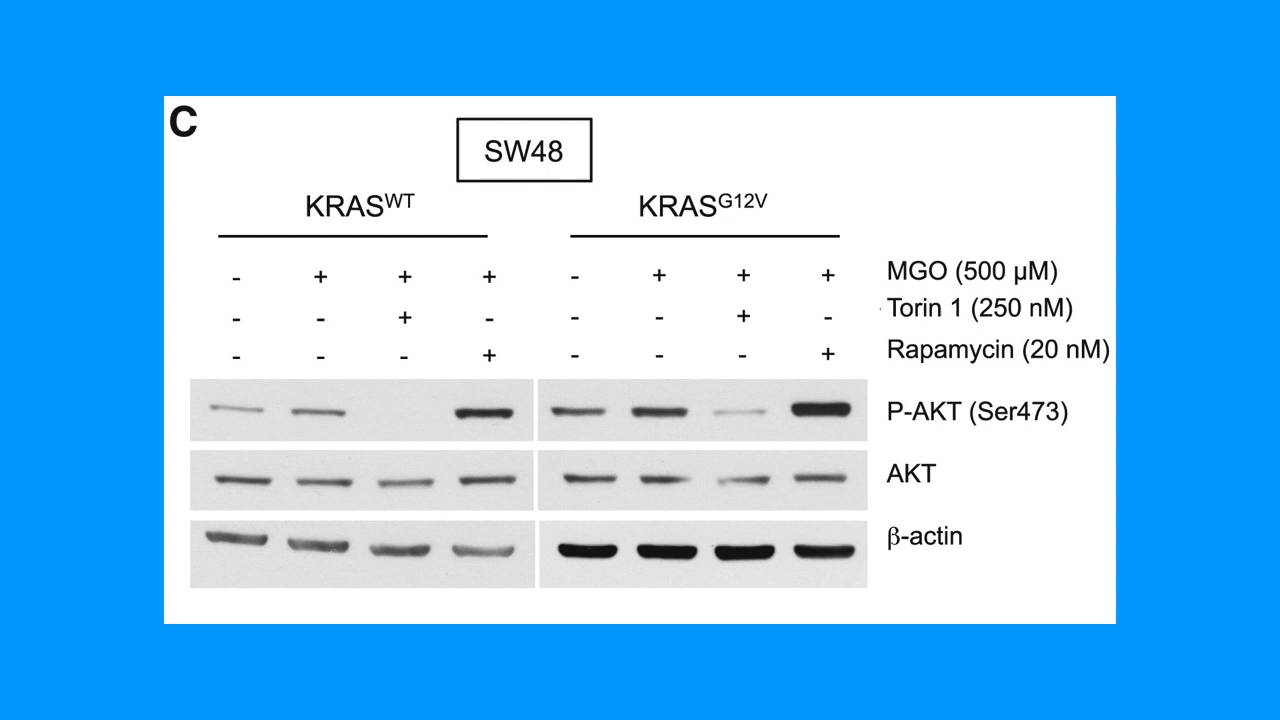 C
SW48
KRASWT KRASG12V
- + + + - + + + MGO (500 µM)
- - + - - - + - Torin 1 (250 nM)
- - - + - - - + Rapamycin (20 nM)
P-AKT (Ser473)
AKT
β-actin